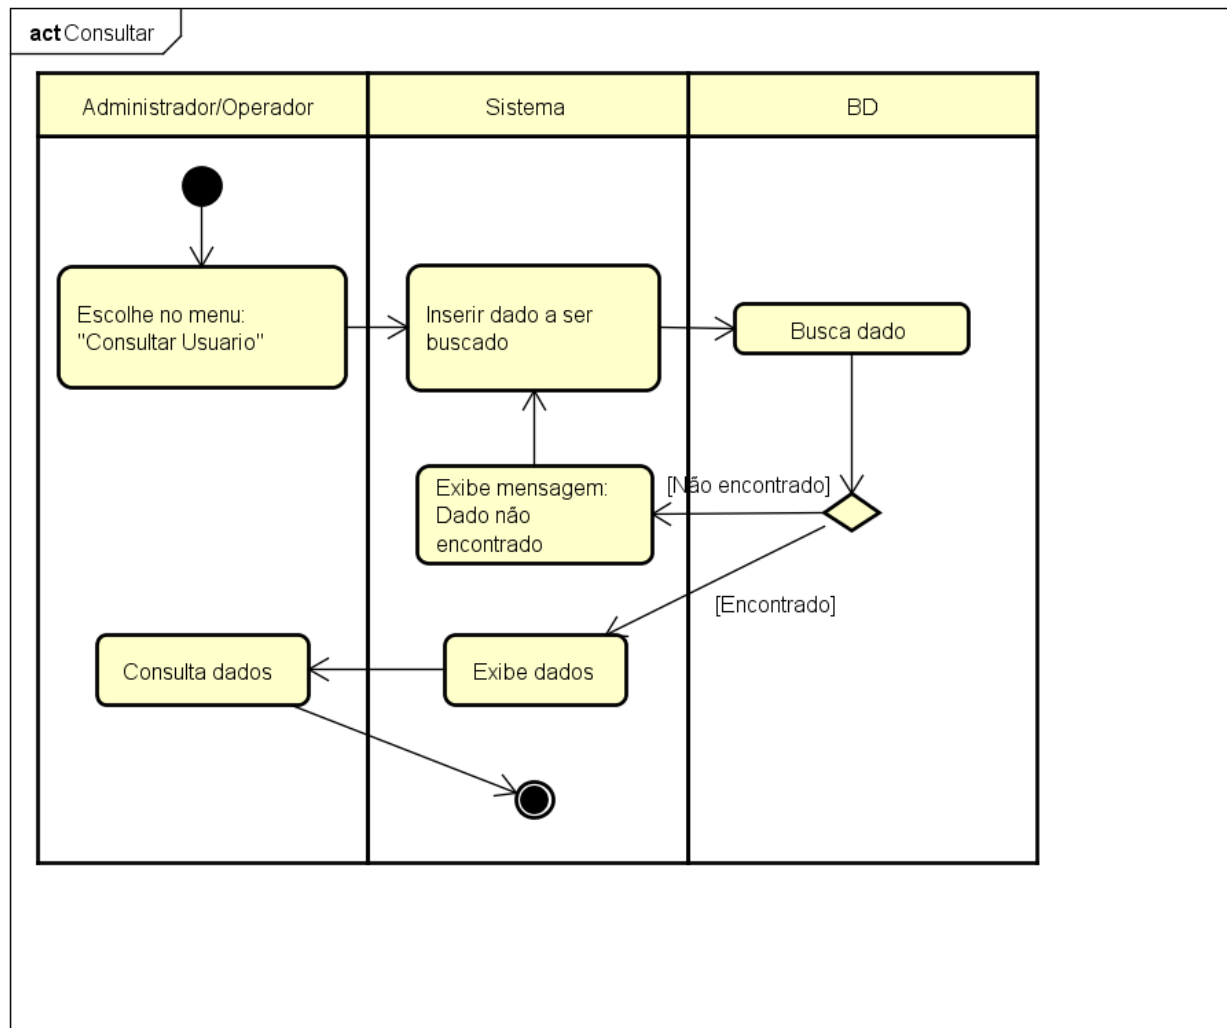 act Consultar
Administrador/Operador
Sistema
BD
Escolhe no menu:
"Consultar Usuario"
Inserir dado a ser
buscado
Busca dado
Exibe mensagem:
Dado não
encontrado
[Não encontrado]
[Encontrado]
Consulta dados
Exibe dados